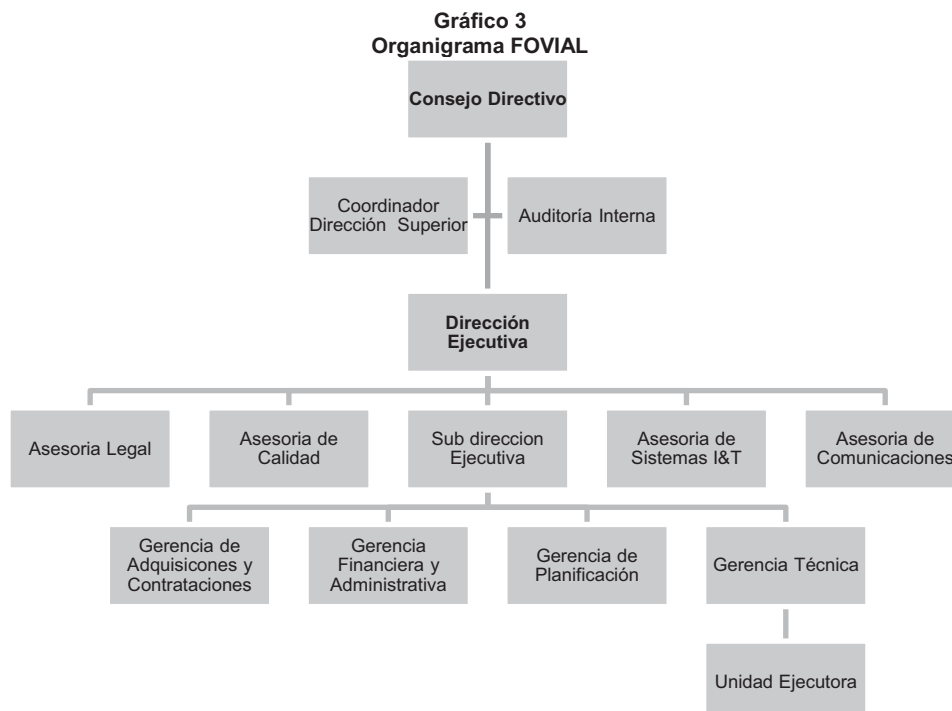 Gráfico 3
Organigrama FOVIAL
Consejo Directivo
Coordinador
Dirección Superior
Auditoría Interna
Dirección
Ejecutiva
Asesoria Legal
Asesoria de
Calidad
Sub direccion
Ejecutiva
Asesoria de
Sistemas I&T
Asesoria de
Comunicaciones
Gerencia de
Adquisicones y
Contrataciones
Gerencia
Financiera y
Administrativa
Gerencia de
Planificación
Gerencia Técnica
Unidad Ejecutora